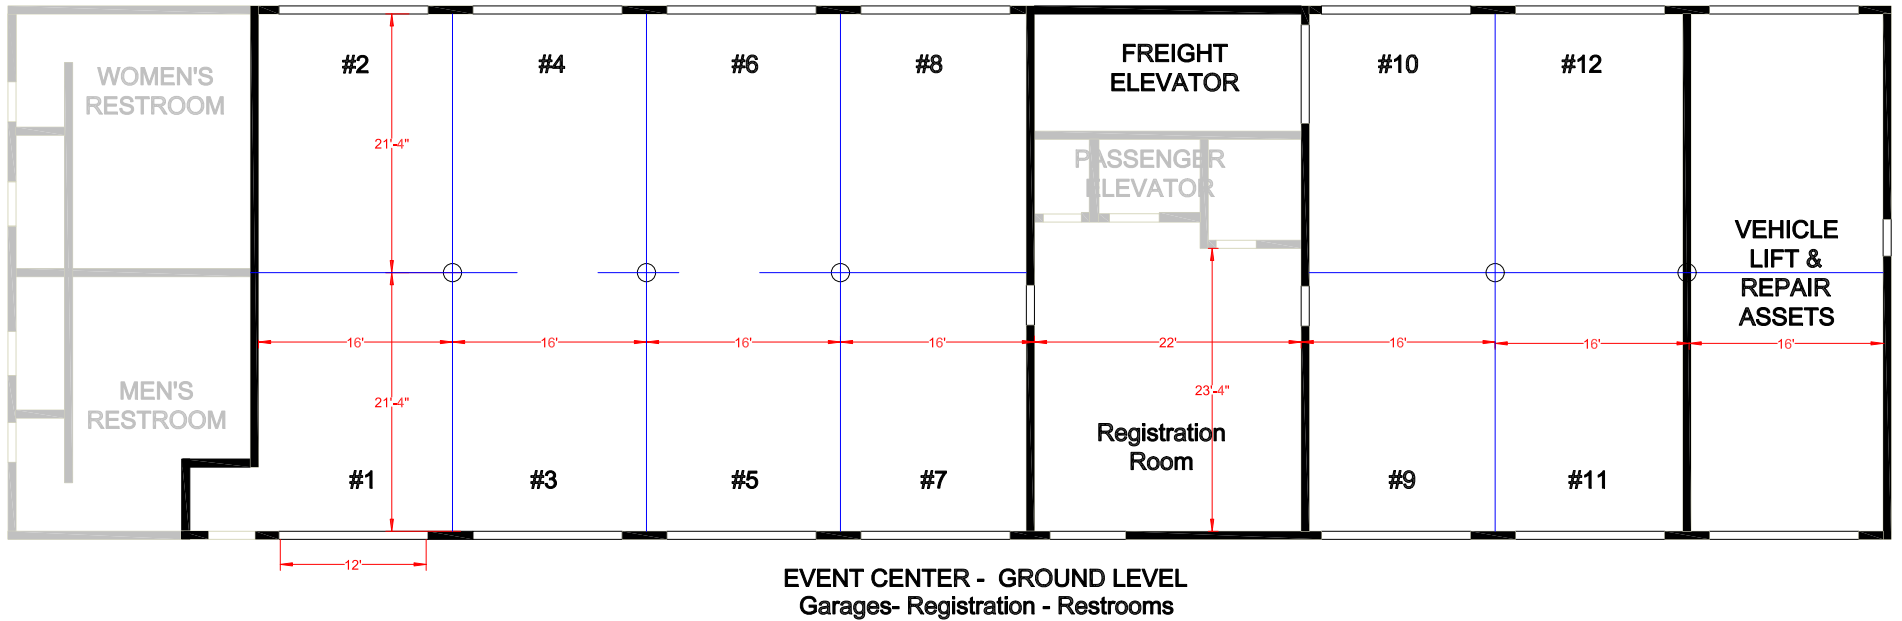 #2
#4
#6
#8
FREIGHT
ELEVATOR
#10
#12
WOMEN'S
RESTROOM
21'-4"
PASSENGER
ELEVATOR
VEHICLE
LIFT &
REPAIR
ASSETS
16'
16'
16'
16'
22'
16'
16'
16'
MEN'S
RESTROOM
21'-4"
23'-4"
Registration
Room
#1
#3
#5
#7
#9
#11
12'
EVENT CENTER - GROUND LEVEL
Garages- Registration - Restrooms